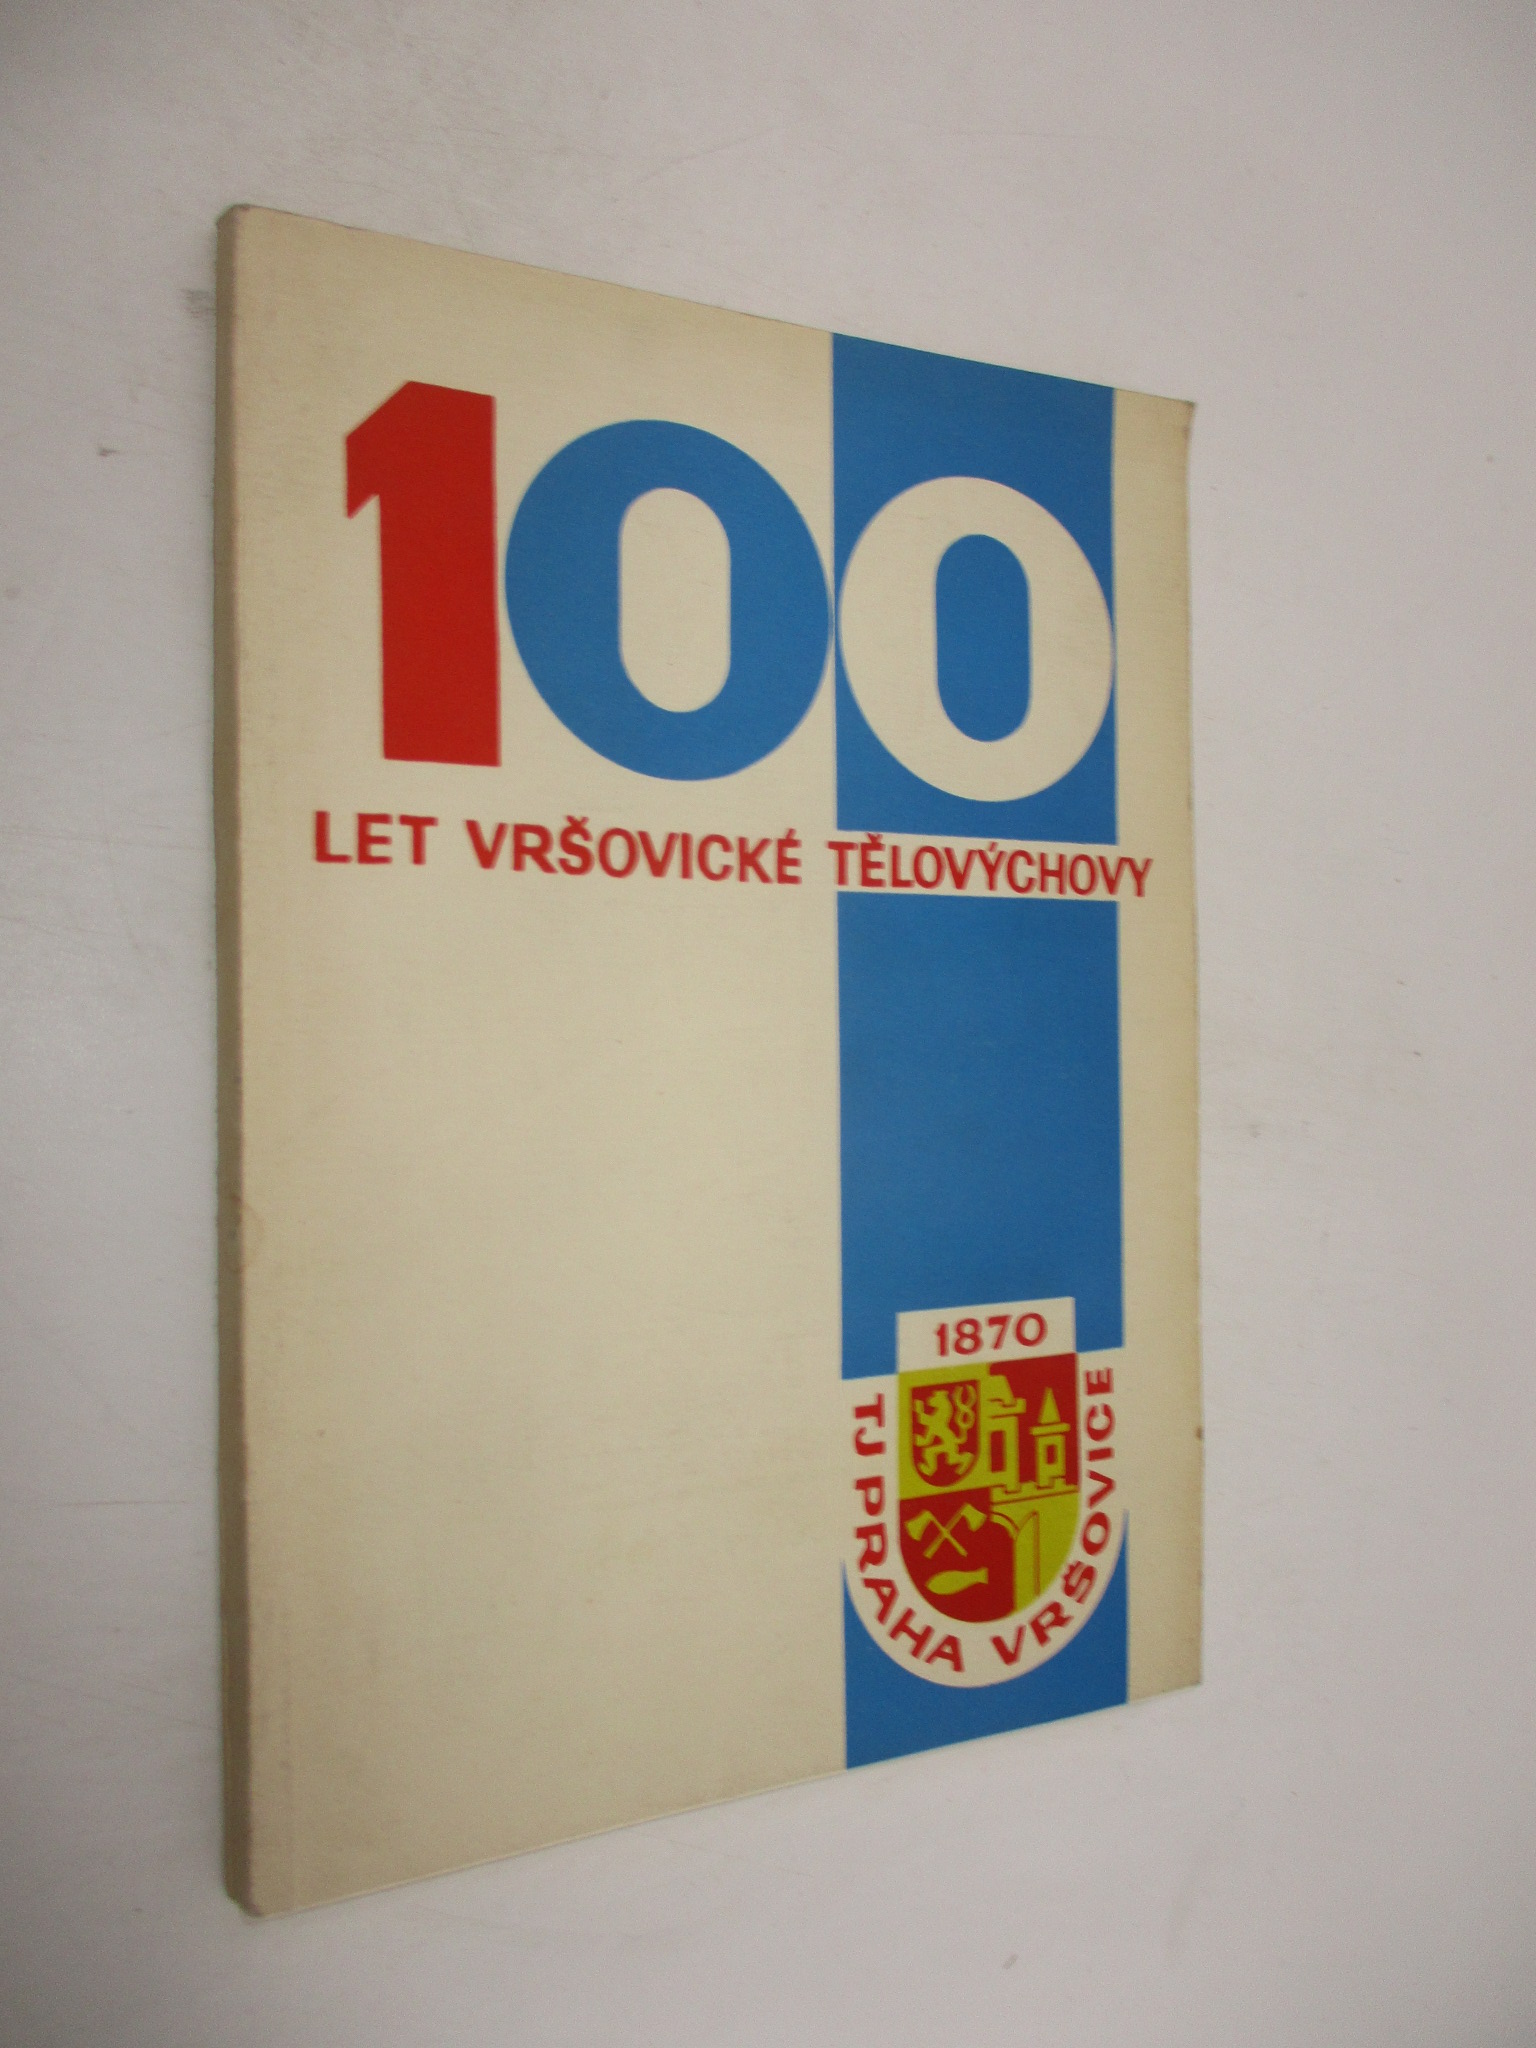 100
LET VRŠOVICKÉ TĚLOVÝCHOVY
1870
TJ PRAHA VRŠOVICE